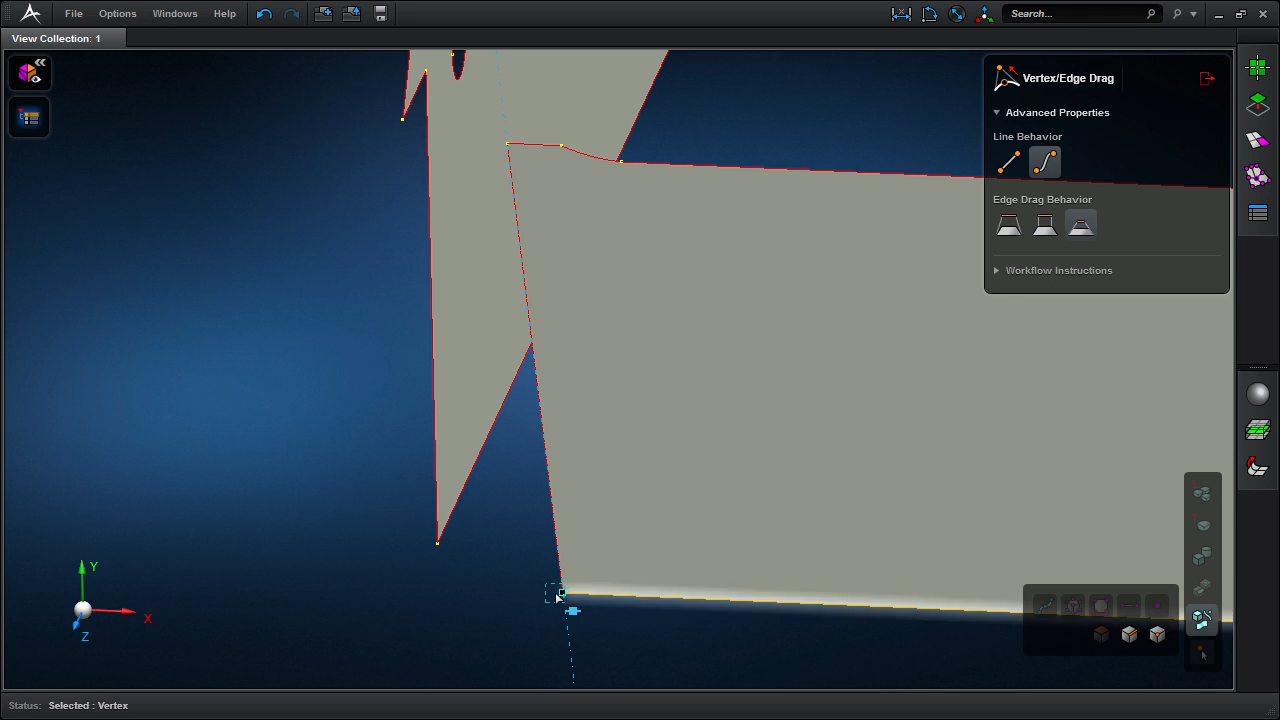 File Options Windows Help Search...
View Collection: 1
Vertex/Edge Drag
Advanced Properties
Line Behavior
Edge Drag Behavior
Workflow Instructions
Y
X
Z
Status: Selected : Vertex